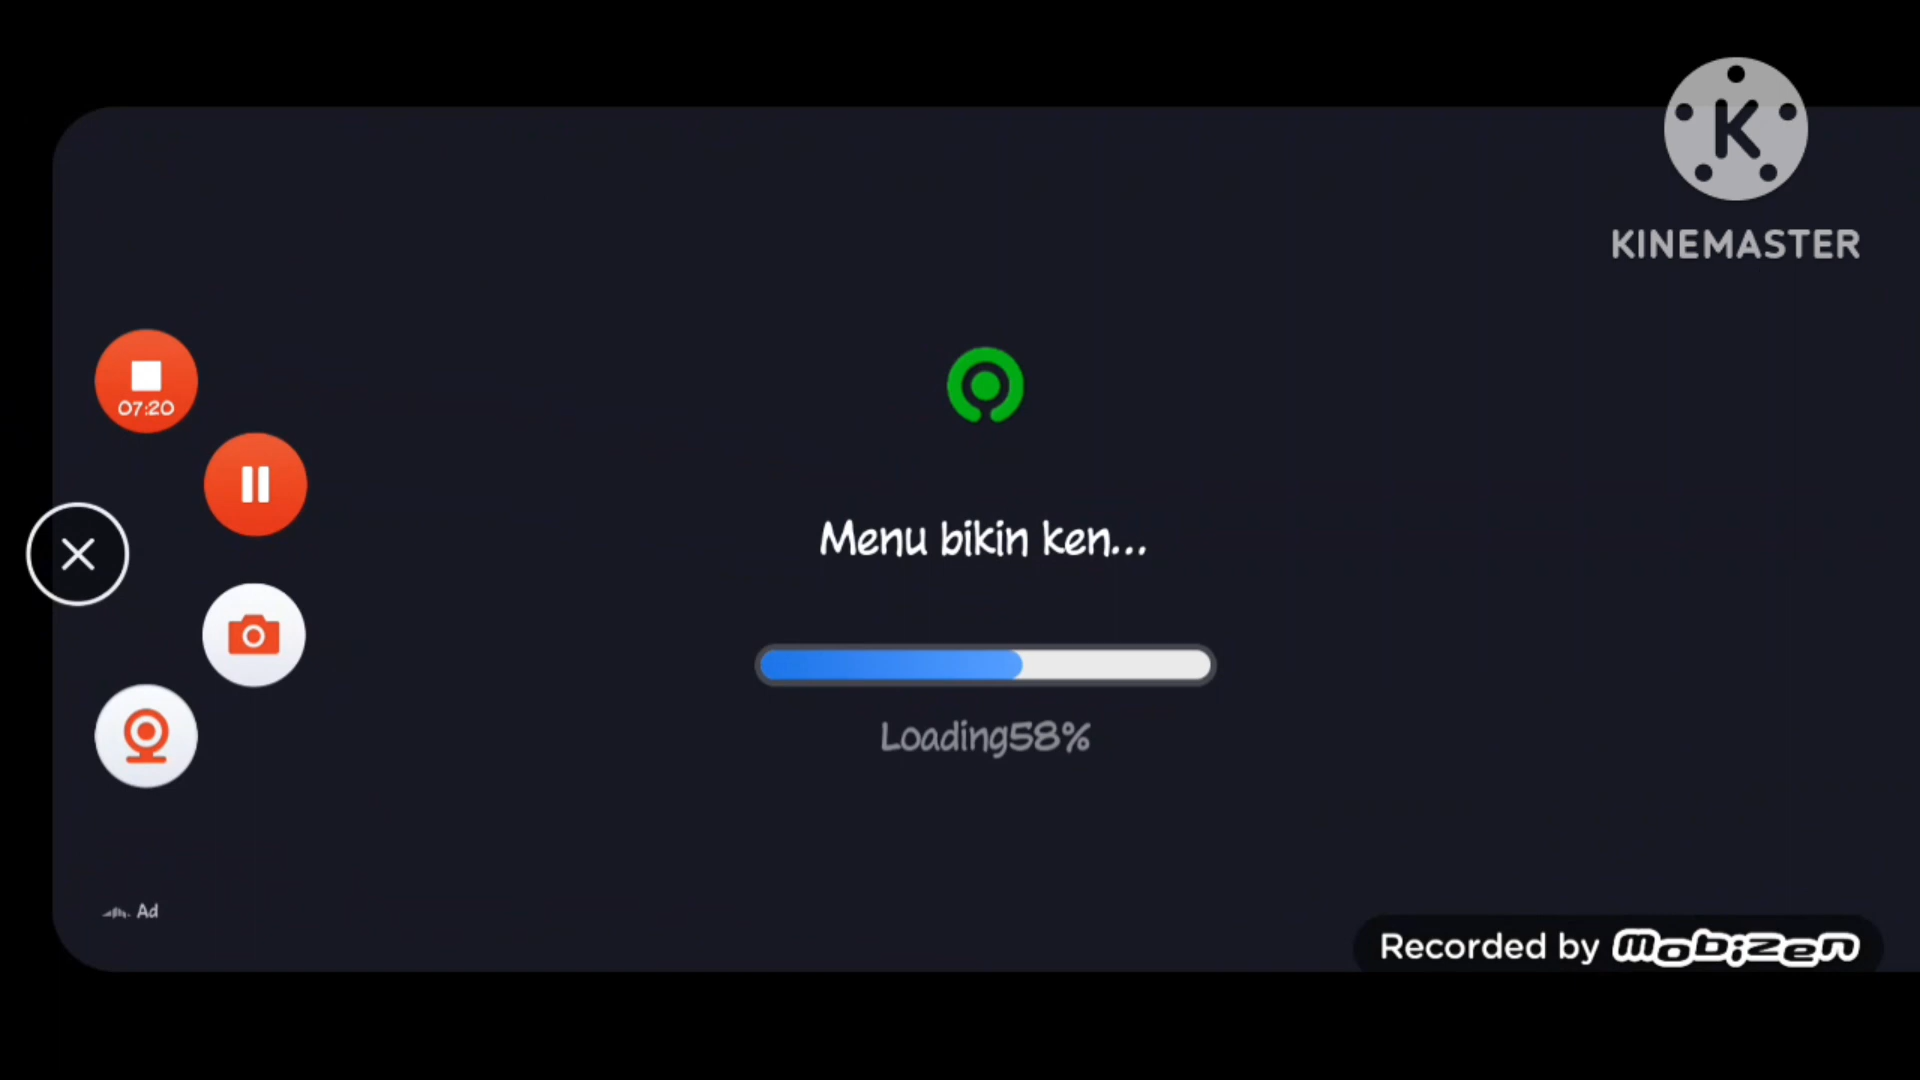 K
KINEMASTER
07:20
Menu bikin ken...
Loading58%
Ad
Recorded by mobizen